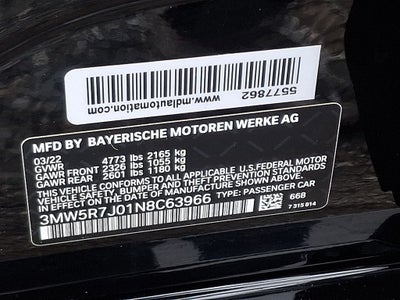 5577862
www.mdlautomation.com
MFD BY BAYERISCHE MOTOREN WERKE AG
03/22
GVWR 4773 lbs 2165 kg
GAWR FRONT 2326 lbs 1055 kg
GAWR REAR 2601 lbs 1180 kg
THIS VEHICLE CONFORMS TO ALL APPLICABLE U.S.FEDERAL MOTOR
VEHICLE SAFETY, BUMPER, AND THEFT PREVENTION STANDARDS IN
EFFECT ON THE DATE OF MANUFACTURE SHOWN ABOVE.
3MW5R7J01N8C63966 TYPE: PASSENGER CAR
668
7 315 814